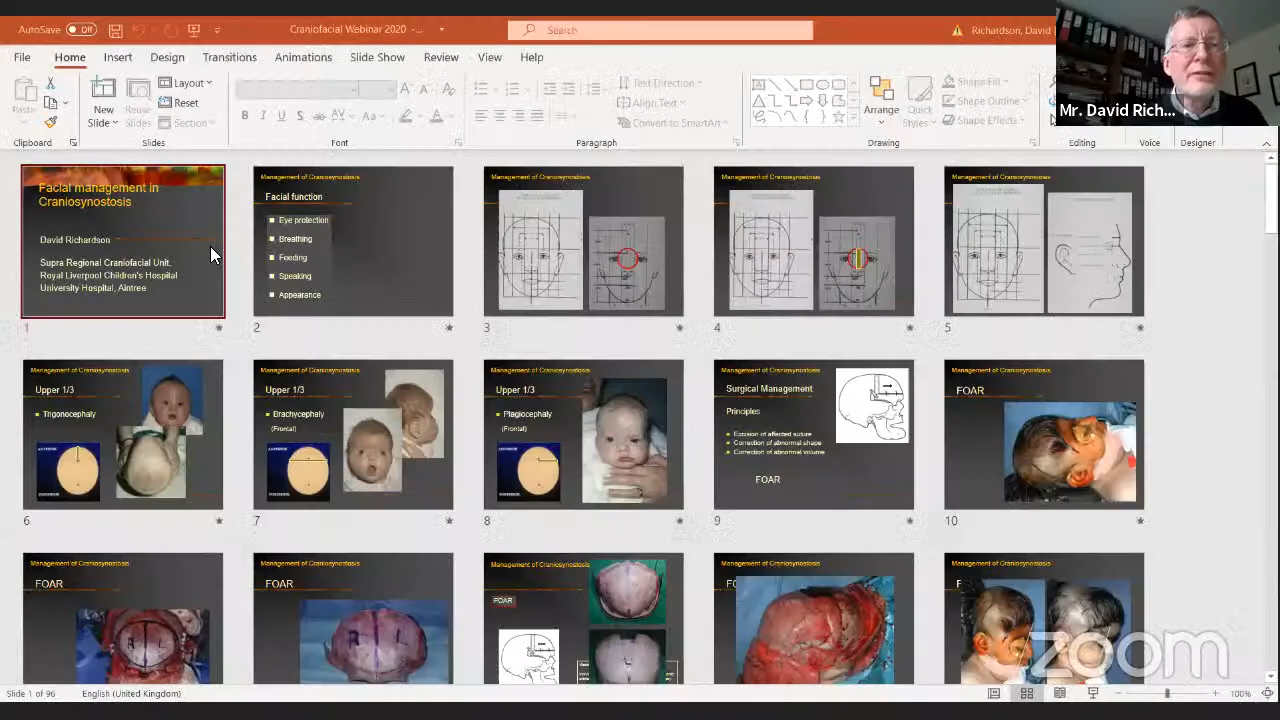 AutoSave
Off
Craniofacial Webinar 2020 -...
Search
Richardson, David
File
Home
Insert
Design
Transitions
Animations
Slide Show
Review
View
Help
Paste
New
Slide
Slides
Layout
Reset
Section
Text Direction
Align Text
Convert to SmartArt
Arrange
Quick
Styles
Shape Fill
Shape Outline
Shape Effects
Mr. David Rich...
Clipboard
Slides
Font
Paragraph
Drawing
Editing
Voice
Designer
Facial management in
Craniosynostosis
David Richardson
Supra Regional Craniofacial Unit,
Royal Liverpool Children's Hospital
University Hospital, Aintree
1
Management of Craniosynostosis
Facial function
Eye protection
Breathing
Feeding
Speaking
Appearance
2
Management of Craniosynostosis
3
Management of Craniosynostosis
4
Management of Craniosynostosis
5
Management of Craniosynostosis
Upper 1/3
Trigonocephaly
ANTERIOR
POSTERIOR
6
Management of Craniosynostosis
Upper 1/3
Brachycephaly
(Frontal)
ANTERIOR
POSTERIOR
7
Management of Craniosynostosis
Upper 1/3
Plagiocephaly
(Frontal)
ANTERIOR
POSTERIOR
8
Management of Craniosynostosis
Surgical Management
Principles
Excision of affected suture
Correction of abnormal shape
Correction of abnormal volume
FOAR
9
Management of Craniosynostosis
FOAR
10
Management of Craniosynostosis
FOAR
R L
Management of Craniosynostosis
FOAR
R L
Management of Craniosynostosis
FOAR
Management of Craniosynostosis
Management of Craniosynostosis
zoom
Slide 1 of 96
English (United Kingdom)
100%